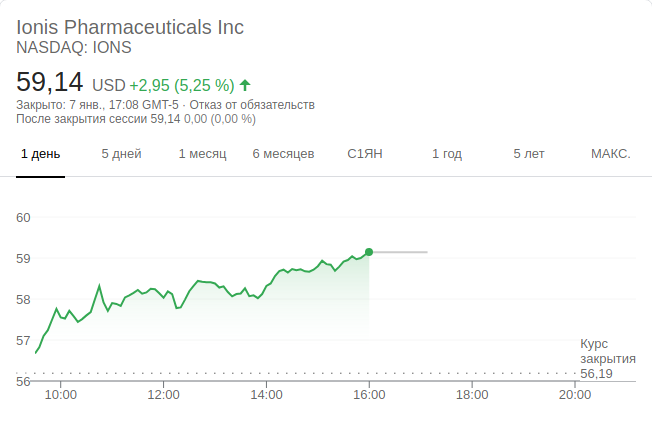 Ionis Pharmaceuticals Inc
NASDAQ: IONS
59,14 USD +2,95 (5,25 %)
Закрыто: 7 янв., 17:08 GMT-5 · Отказ от обязательств
После закрытия сессии 59,14 0,00 (0,00 %)
1 день 5 дней 1 месяц 6 месяцев С1ЯН 1 год 5 лет МАКС.
60
59
58
57
Курс
закрытия
56,19
56
10:00 12:00 14:00 16:00 18:00 20:00